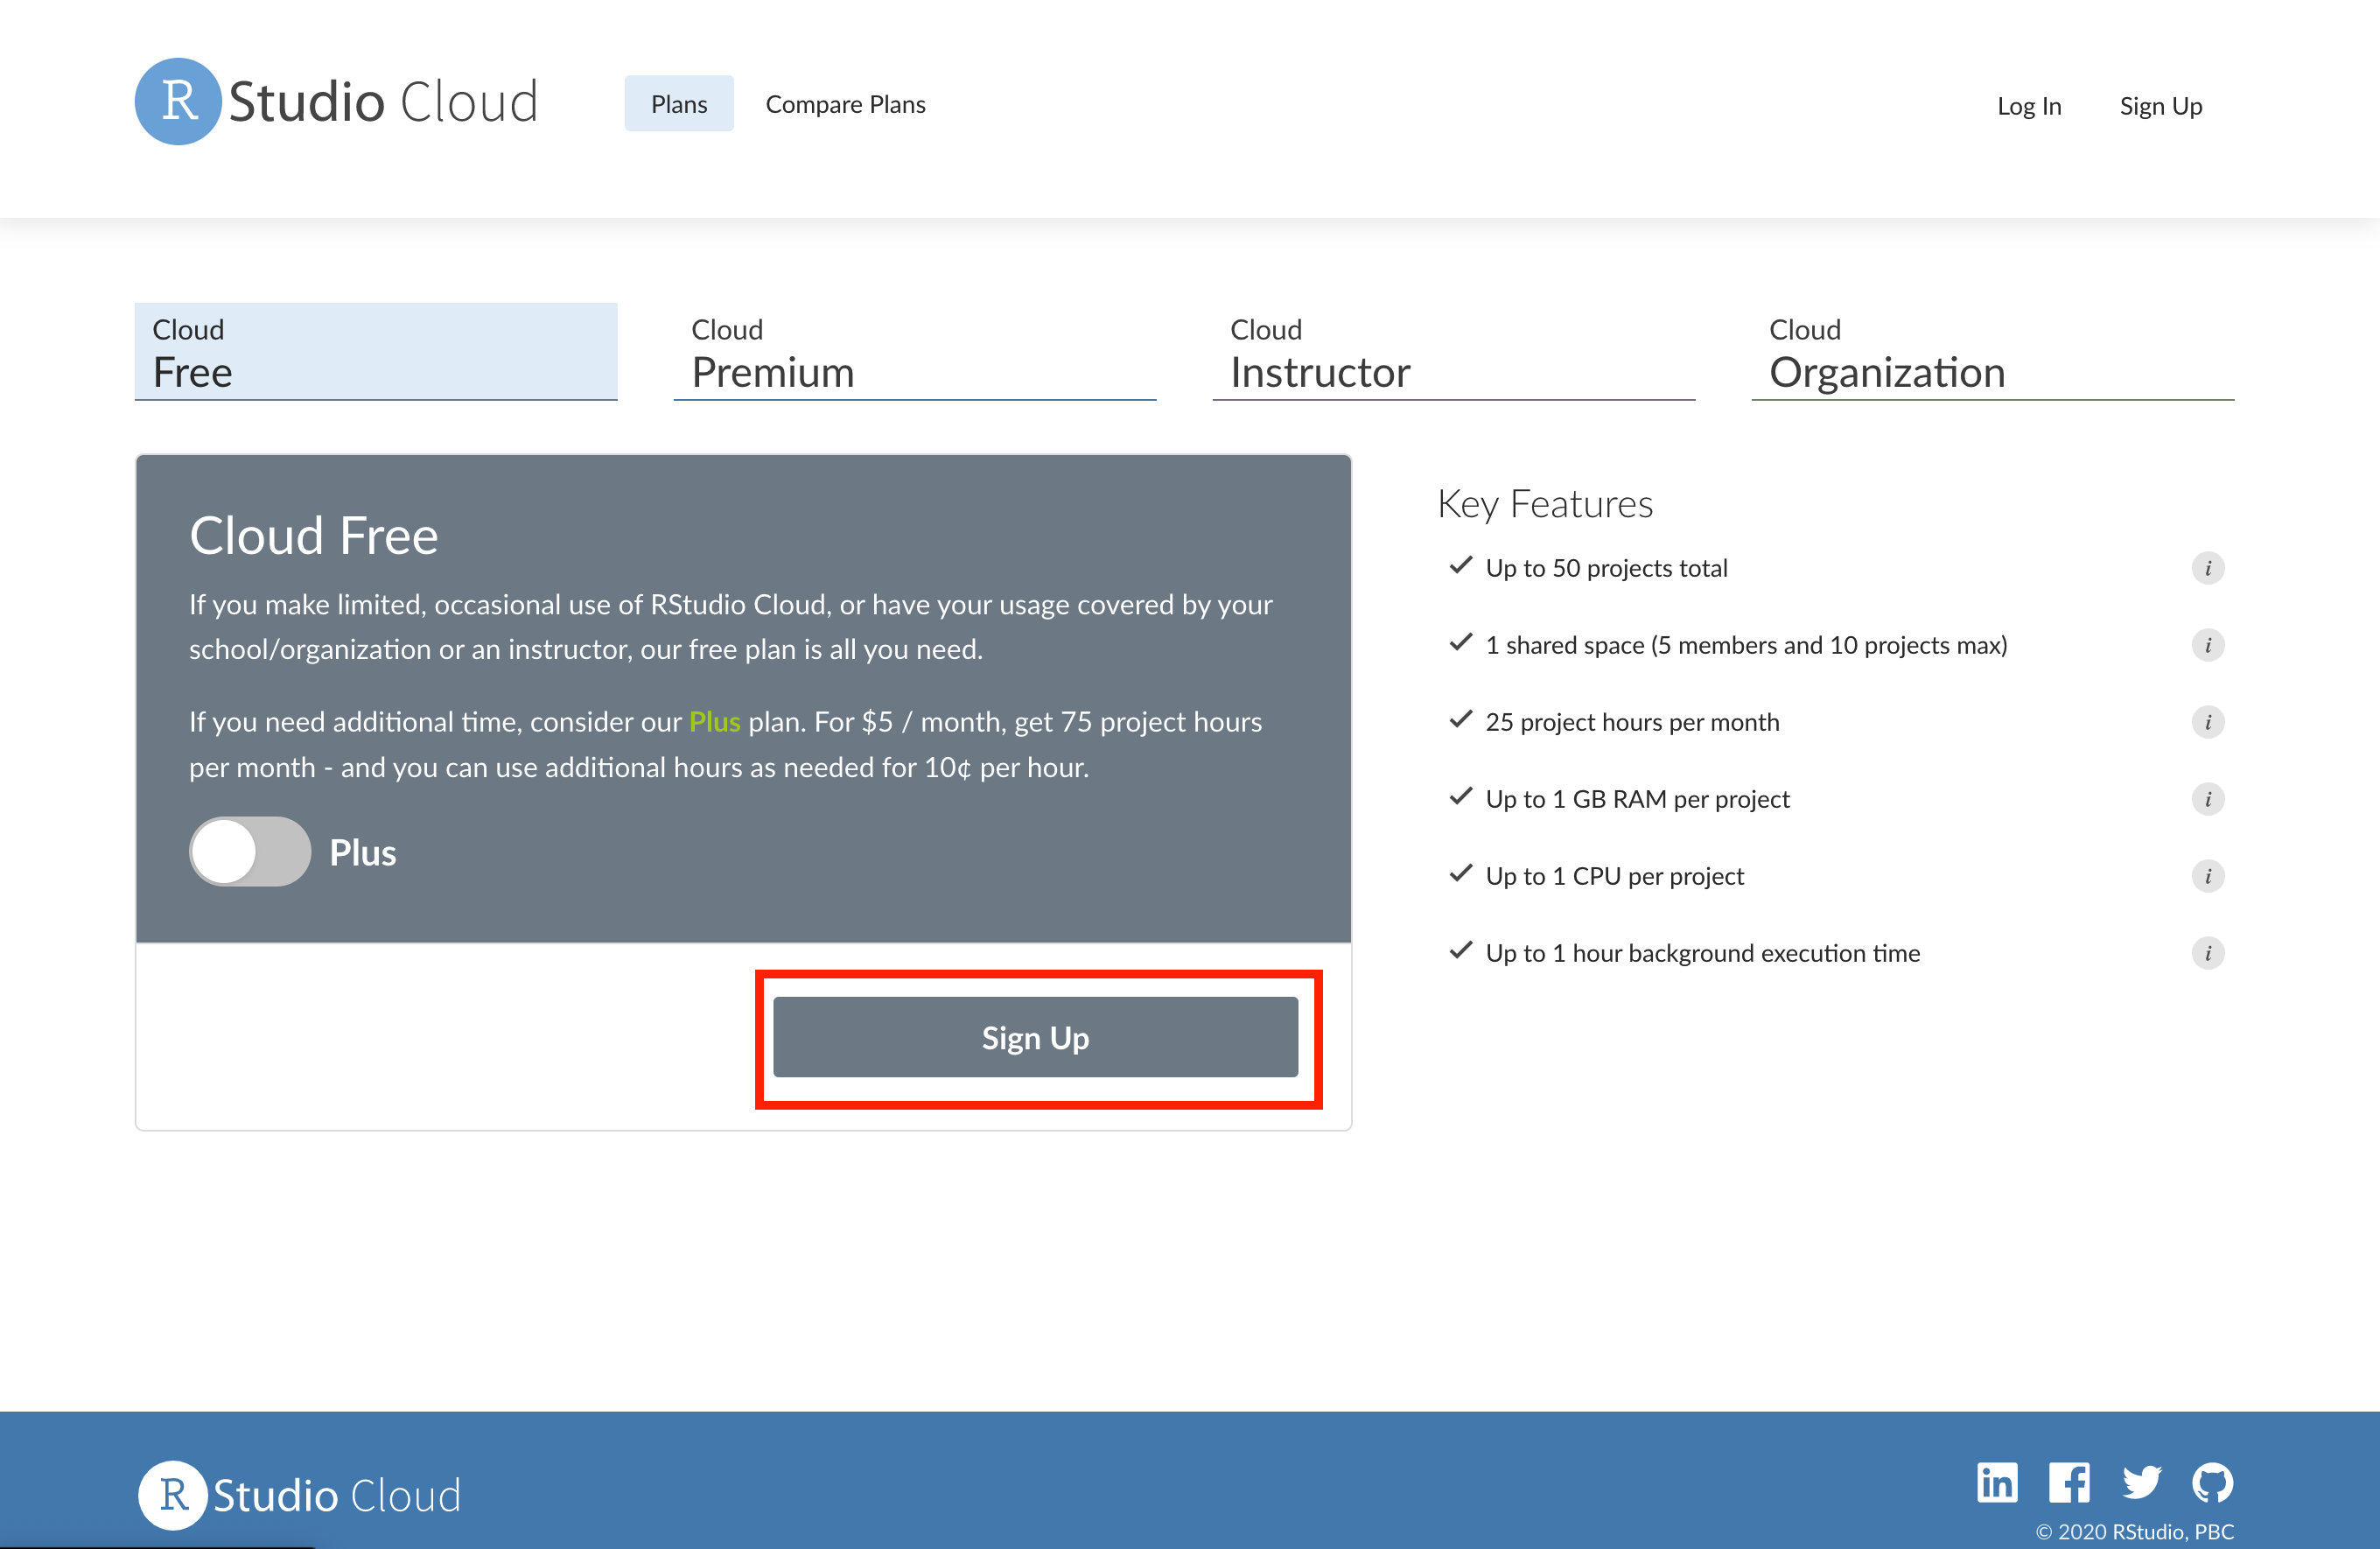 R Studio Cloud
Plans
Compare Plans
Log In
Sign Up
Cloud
Free
Cloud
Premium
Cloud
Instructor
Cloud
Organization
Cloud Free
If you make limited, occasional use of RStudio Cloud, or have your usage covered by your
school/organization or an instructor, our free plan is all you need.
If you need additional time, consider our Plus plan. For $5 / month, get 75 project hours
per month - and you can use additional hours as needed for 10¢ per hour.
Plus
Sign Up
Key Features
Up to 50 projects total
i
1 shared space (5 members and 10 projects max)
i
25 project hours per month
i
Up to 1 GB RAM per project
i
Up to 1 CPU per project
i
Up to 1 hour background execution time
i
R Studio Cloud
in
© 2020 RStudio, PBC